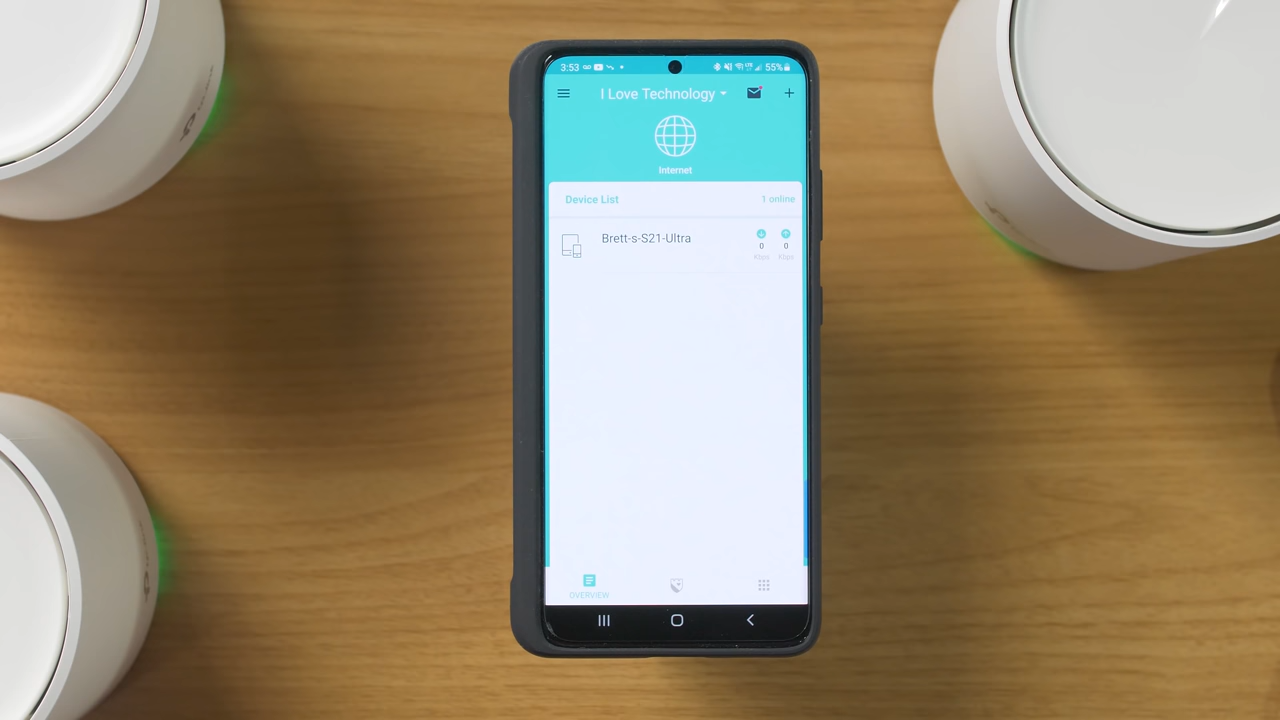 3:53
55%
I Love Technology
Internet
Device List
1 online
Brett-s-S21-Ultra
0
0
Kbps
Kbps
OVERVIEW